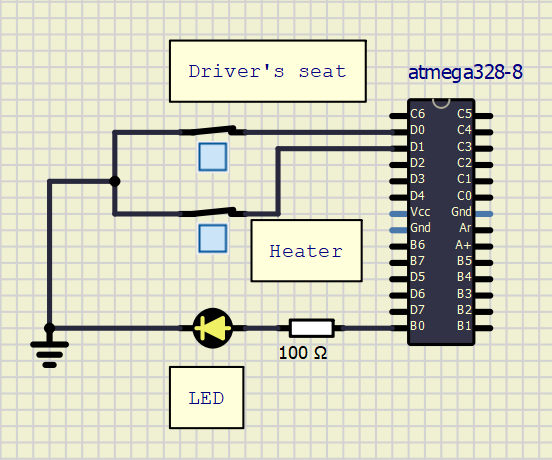 Driver's seat
atmega328-8
C6 C5
D0 C4
D1 C3
D2 C2
D3 C1
D4 C0
Vcc Gnd
Gnd Ar
B6 A+
B7 B5
D5 B4
D6 B3
D7 B2
B0 B1
Heater
100 Ω
LED